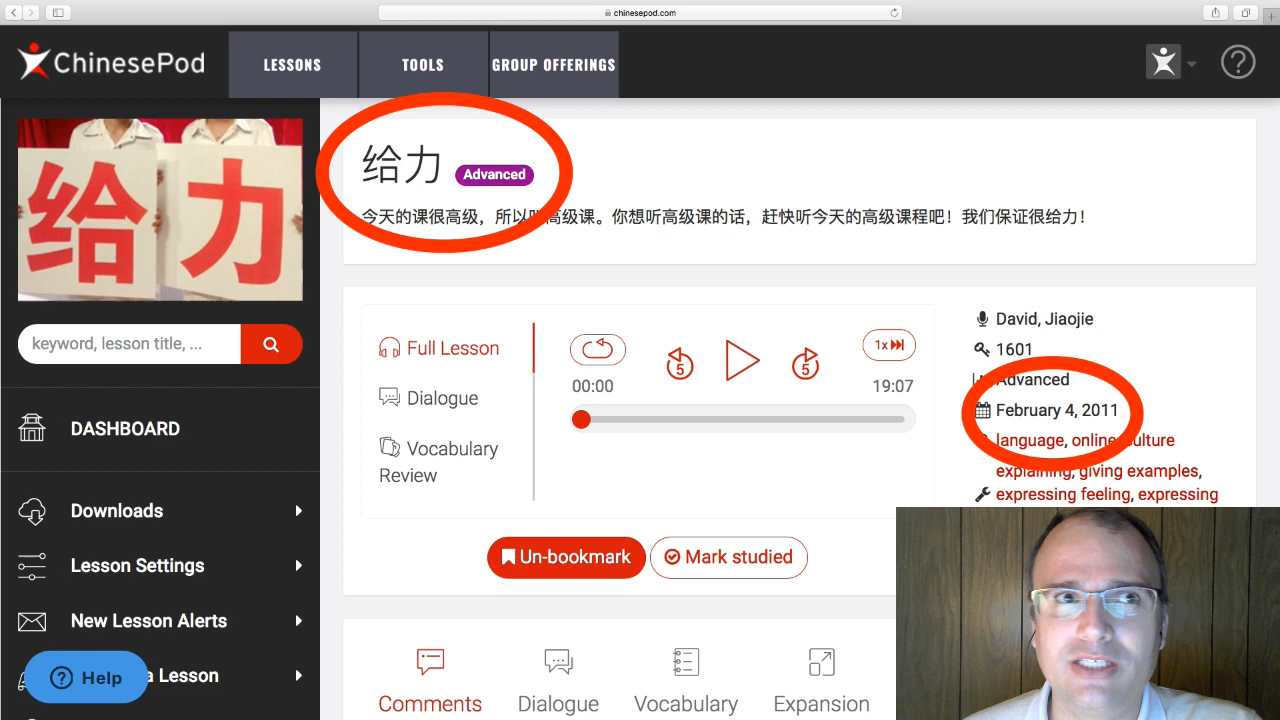 chinesepod.com
ChinesePod
LESSONS
TOOLS
GROUP OFFERINGS
?
给力
给力 Advanced
今天的课很高级，所以听高级课。你想听高级课的话，赶快听今天的高级课程吧！我们保证很给力！
keyword, lesson title, ...
DASHBOARD
Downloads
Lesson Settings
New Lesson Alerts
a Lesson
? Help
Full Lesson
Dialogue
Vocabulary
Review
5
5
1x
00:00
19:07
Un-bookmark
Mark studied
David, Jiaojie
1601
Advanced
February 4, 2011
language, online culture
explaining, giving examples,
expressing feeling, expressing
Comments
Dialogue
Vocabulary
Expansion